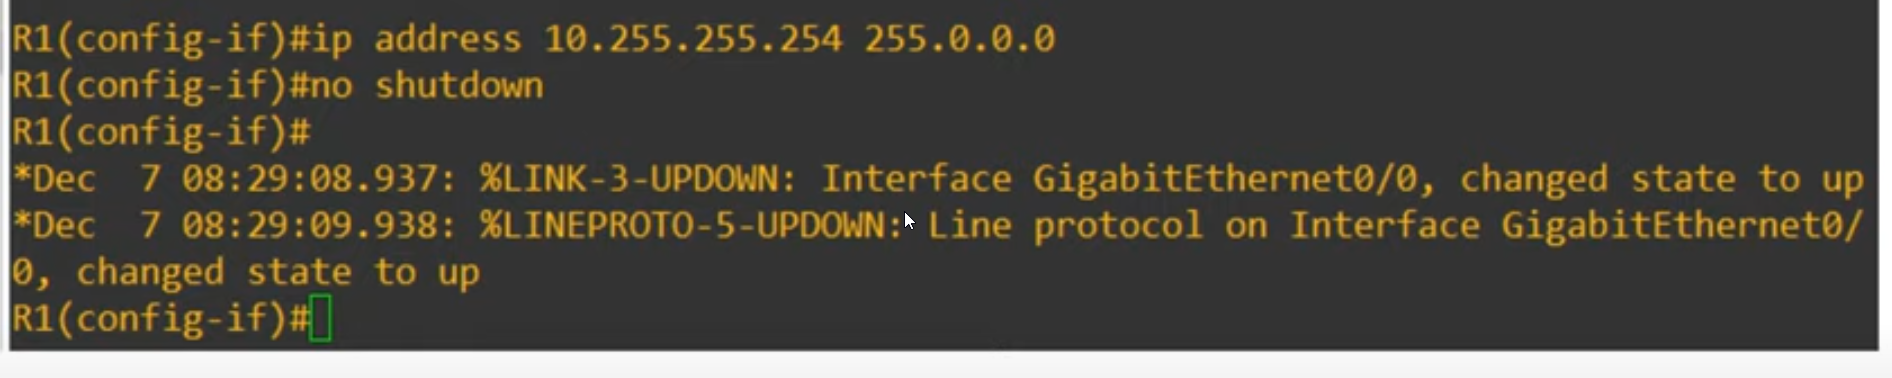 R1(config-if)#ip address 10.255.255.254 255.0.0.0
R1(config-if)#no shutdown
R1(config-if)#
*Dec  7 08:29:08.937: %LINK-3-UPDOWN: Interface GigabitEthernet0/0, changed state to up
*Dec  7 08:29:09.938: %LINEPROTO-5-UPDOWN: Line protocol on Interface GigabitEthernet0/
0, changed state to up
R1(config-if)#